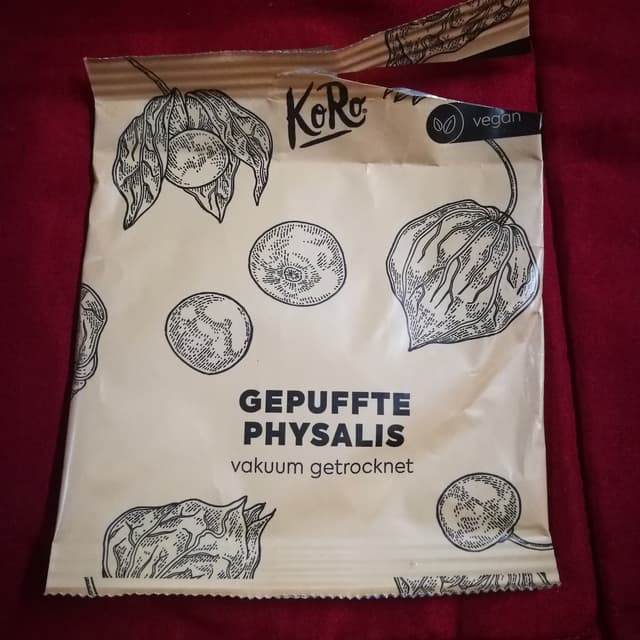 KoRo
vegan
GEPUFFTE
PHYSALIS
vakuum getrocknet